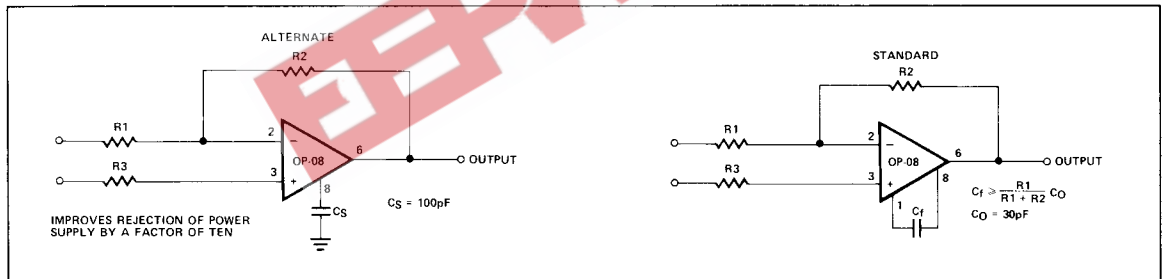 ALTERNATE
R2
R1
2
−
OP-08
6
OUTPUT
R3
3
+
8
CS
CS = 100pF
IMPROVES REJECTION OF POWER
SUPPLY BY A FACTOR OF TEN
STANDARD
R2
R1
2
−
OP-08
6
OUTPUT
R3
3
+
8
1
Cf
Cf ≥ R1 / R1 + R2 CO
CO = 30pF